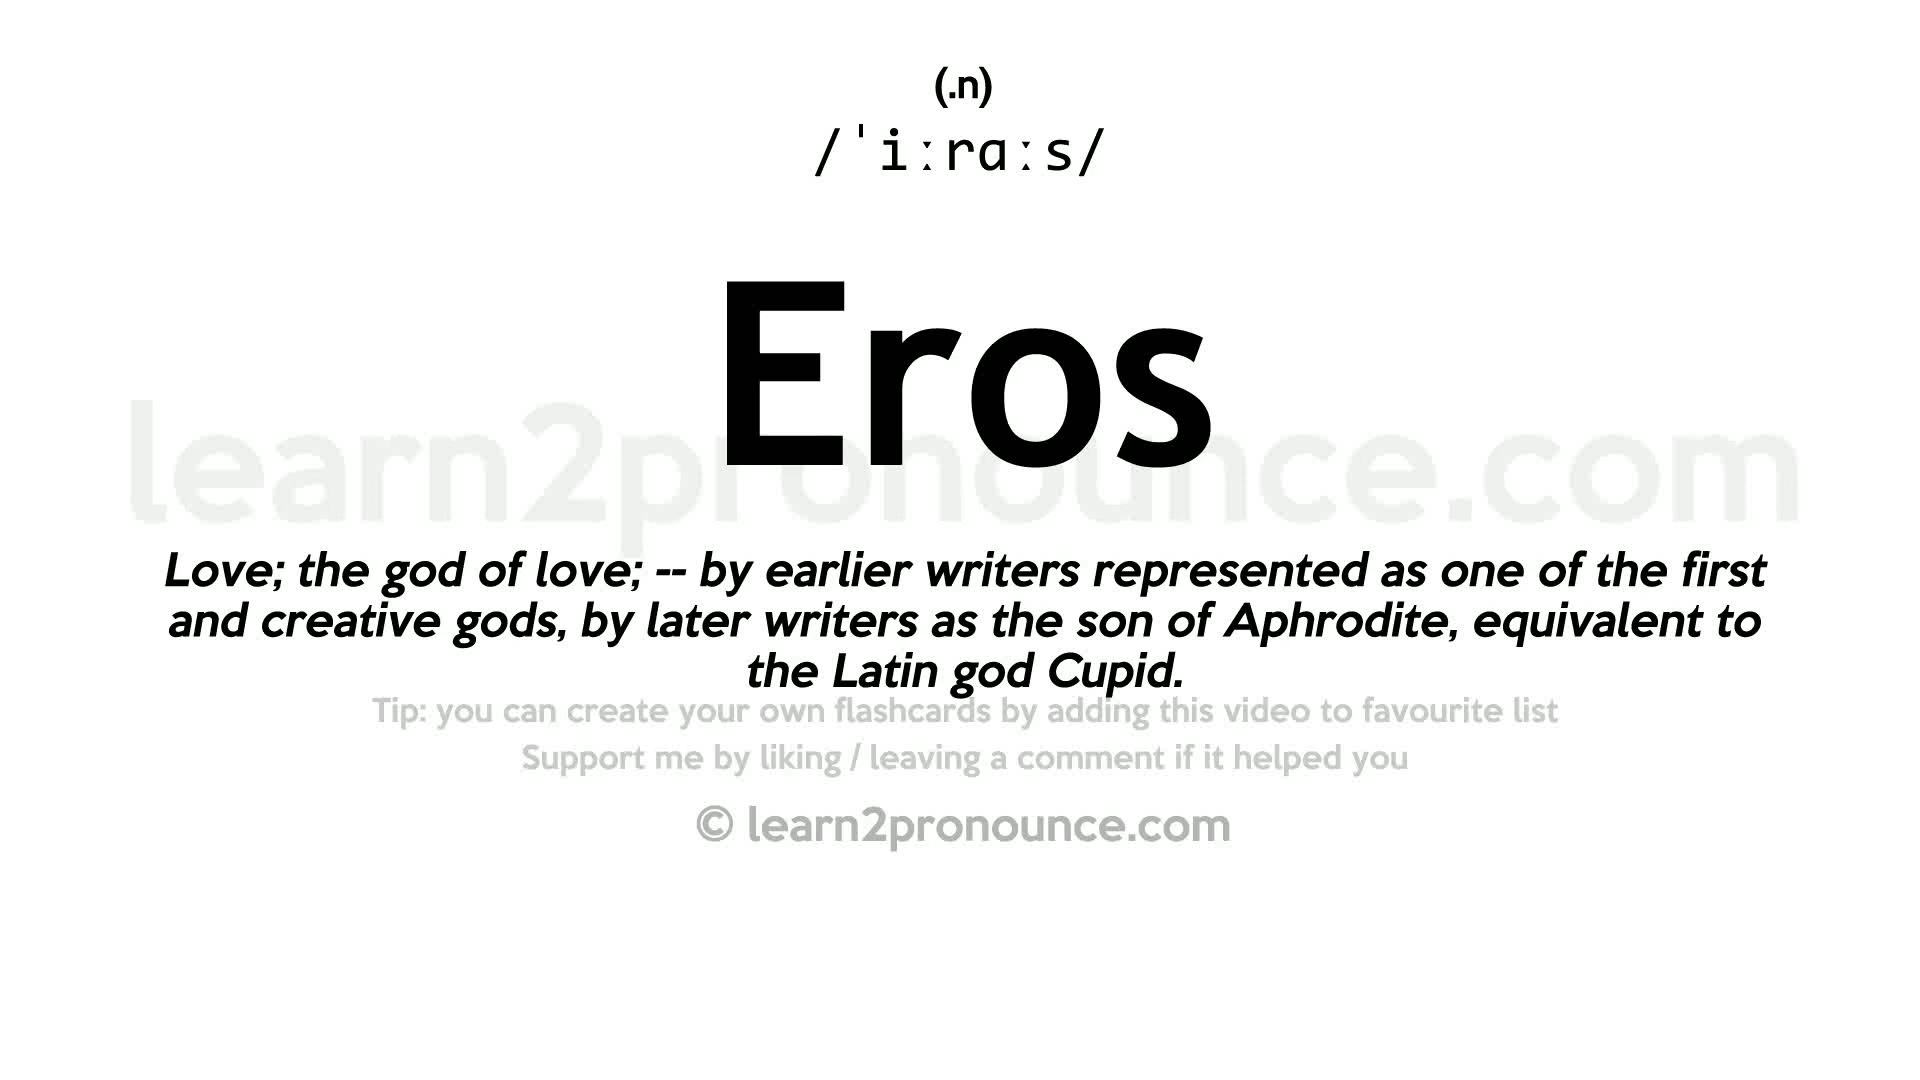 (.n)
/ˈiːrɑːs/
Eros
learn2pronounce.com
Love; the god of love; -- by earlier writers represented as one of the first
and creative gods, by later writers as the son of Aphrodite, equivalent to
the Latin god Cupid.
Tip: you can create your own flashcards by adding this video to favourite list
Support me by liking / leaving a comment if it helped you
© learn2pronounce.com